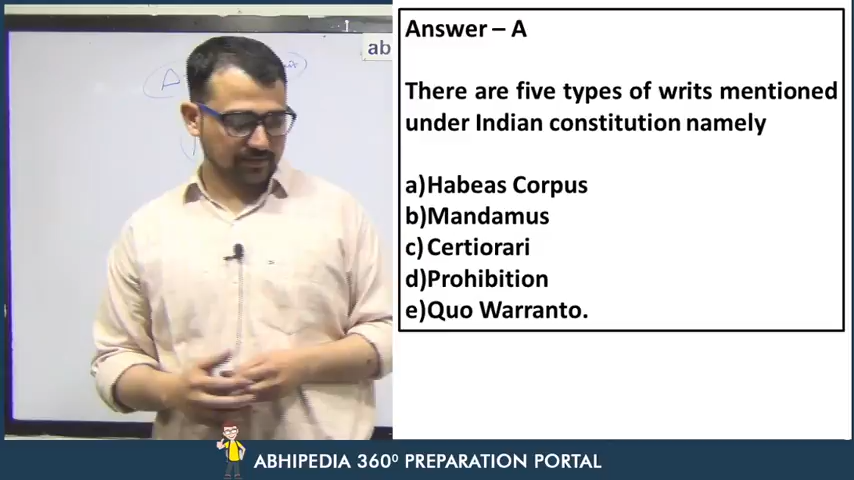 ab
A
Answer – A
There are five types of writs mentioned
under Indian constitution namely
a)Habeas Corpus
b)Mandamus
c)Certiorari
d)Prohibition
e)Quo Warranto.
ABHIPEDIA 360⁰ PREPARATION PORTAL